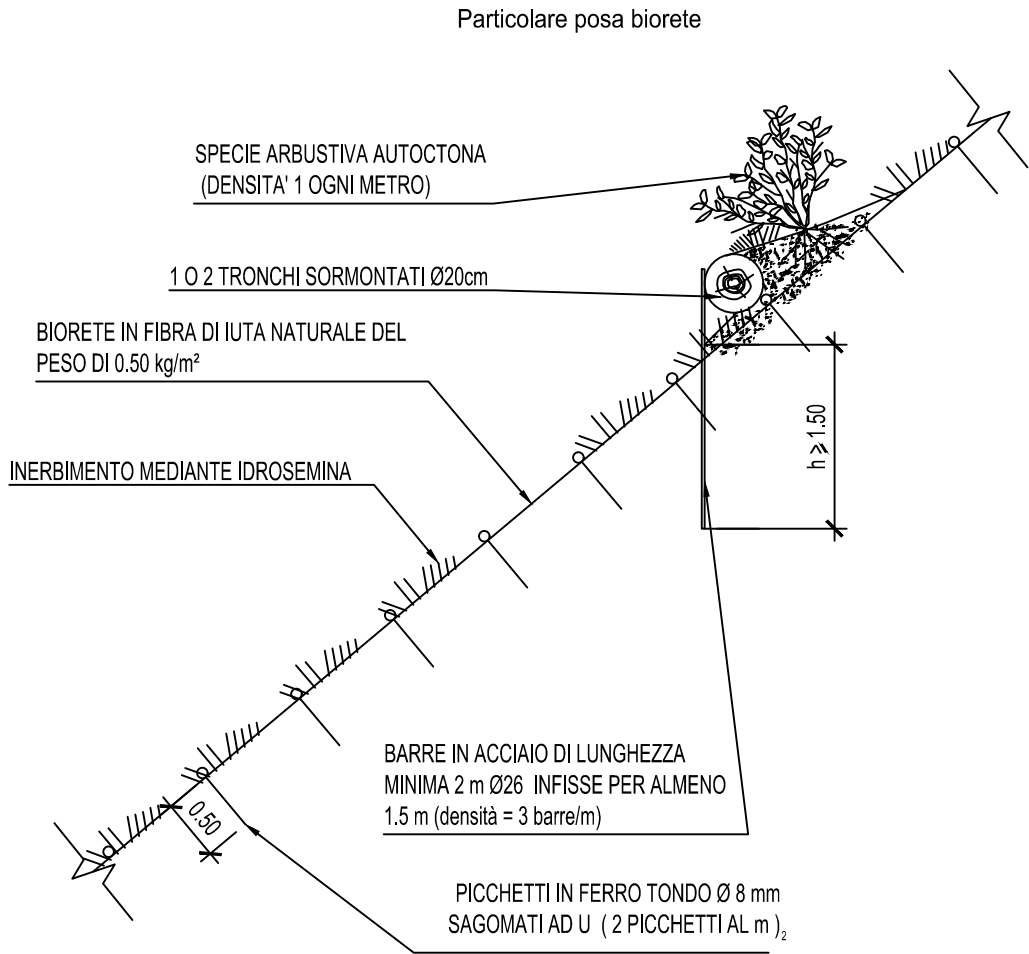 Particolare posa biorete
SPECIE ARBUSTIVA AUTOCTONA
(DENSITA' 1 OGNI METRO)
1 O 2 TRONCHI SORMONTATI Ø20cm
BIORETE IN FIBRA DI IUTA NATURALE DEL
PESO DI 0.50 kg/m²
INERBIMENTO MEDIANTE IDROSEMINA
h ⩾ 1.50
BARRE IN ACCIAIO DI LUNGHEZZA
MINIMA 2 m Ø26 INFISSE PER ALMENO
1.5 m (densità = 3 barre/m)
0.50
PICCHETTI IN FERRO TONDO Ø 8 mm
SAGOMATI AD U ( 2 PICCHETTI AL m )₂